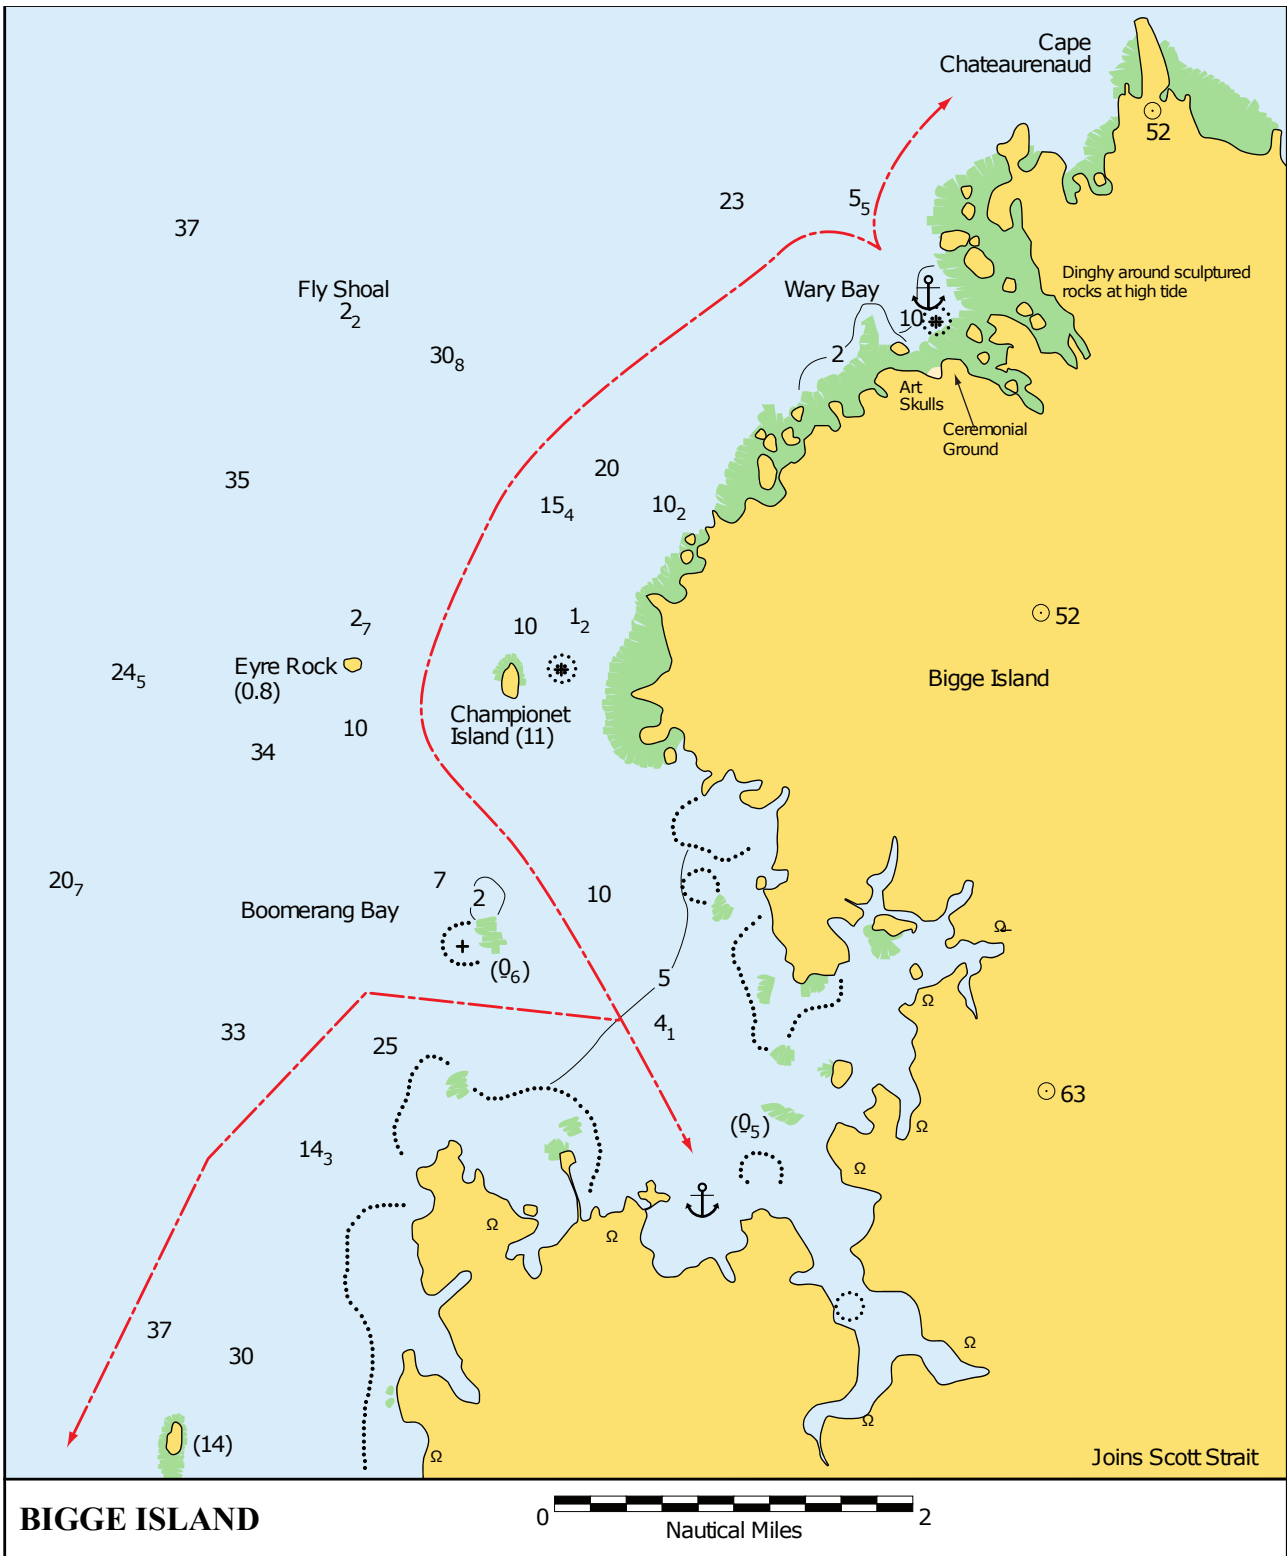 Cape
Chateaurenaud
52
23
5₅
37
Dinghy around sculptured
rocks at high tide
Fly Shoal
2₂
Wary Bay
10
30₈
2
Art
Skulls
Ceremonial
Ground
20
35
15₄
10₂
2₇
10
1₂
52
Eyre Rock
(0.8)
24₅
Bigge Island
Championet
Island (11)
10
34
20₇
7
2
10
Boomerang Bay
Ω
(0₆)
5
Ω
33
4₁
25
63
(0₅)
Ω
14₃
Ω
Ω
Ω
37
30
Ω
Ω
(14)
Ω
Joins Scott Strait
BIGGE ISLAND
0
2
Nautical Miles